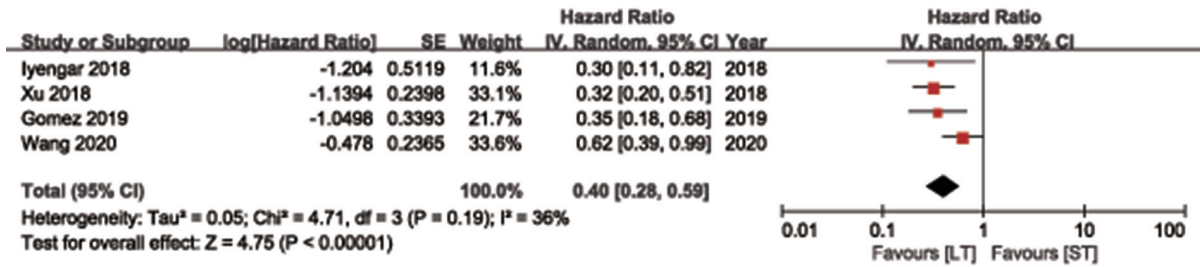 Hazard Ratio Hazard Ratio
Study or Subgroup log[Hazard Ratio] SE Weight IV, Random, 95% CI Year IV, Random, 95% CI
Iyengar 2018 -1.204 0.5119 11.6% 0.30 [0.11, 0.82] 2018
Xu 2018 -1.1394 0.2398 33.1% 0.32 [0.20, 0.51] 2018
Gomez 2019 -1.0498 0.3393 21.7% 0.35 [0.18, 0.68] 2019
Wang 2020 -0.478 0.2365 33.6% 0.62 [0.39, 0.99] 2020
Total (95% CI) 100.0% 0.40 [0.28, 0.59]
Heterogeneity: Tau² = 0.05; Chi² = 4.71, df = 3 (P = 0.19); I² = 36%
Test for overall effect: Z = 4.75 (P < 0.00001)
0.01 0.1 1 10 100
Favours [LT] Favours [ST]